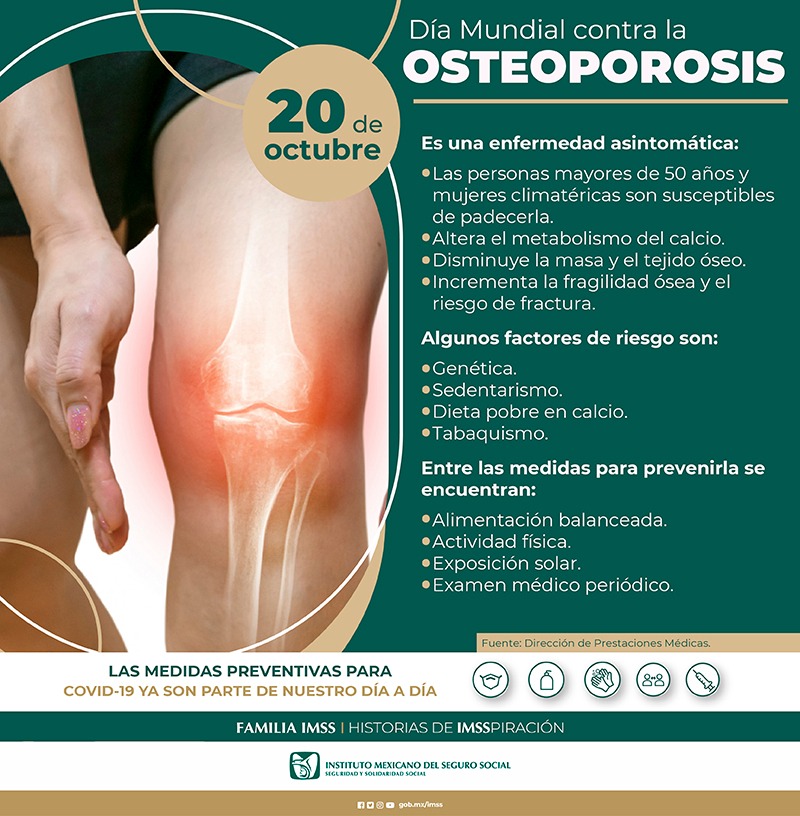 Día Mundial contra la
OSTEOPOROSIS
20 de
octubre
Es una enfermedad asintomática:
•Las personas mayores de 50 años y
mujeres climatéricas son susceptibles
de padecerla.
•Altera el metabolismo del calcio.
•Disminuye la masa y el tejido óseo.
•Incrementa la fragilidad ósea y el
riesgo de fractura.
Algunos factores de riesgo son:
•Genética.
•Sedentarismo.
•Dieta pobre en calcio.
•Tabaquismo.
Entre las medidas para prevenirla se
encuentran:
•Alimentación balanceada.
•Actividad física.
•Exposición solar.
•Examen médico periódico.
Fuente: Dirección de Prestaciones Médicas.
LAS MEDIDAS PREVENTIVAS PARA
COVID-19 YA SON PARTE DE NUESTRO DÍA A DÍA
FAMILIA IMSS | HISTORIAS DE IMSSPIRACIÓN
INSTITUTO MEXICANO DEL SEGURO SOCIAL
SEGURIDAD Y SOLIDARIDAD SOCIAL
gob.mx/imss